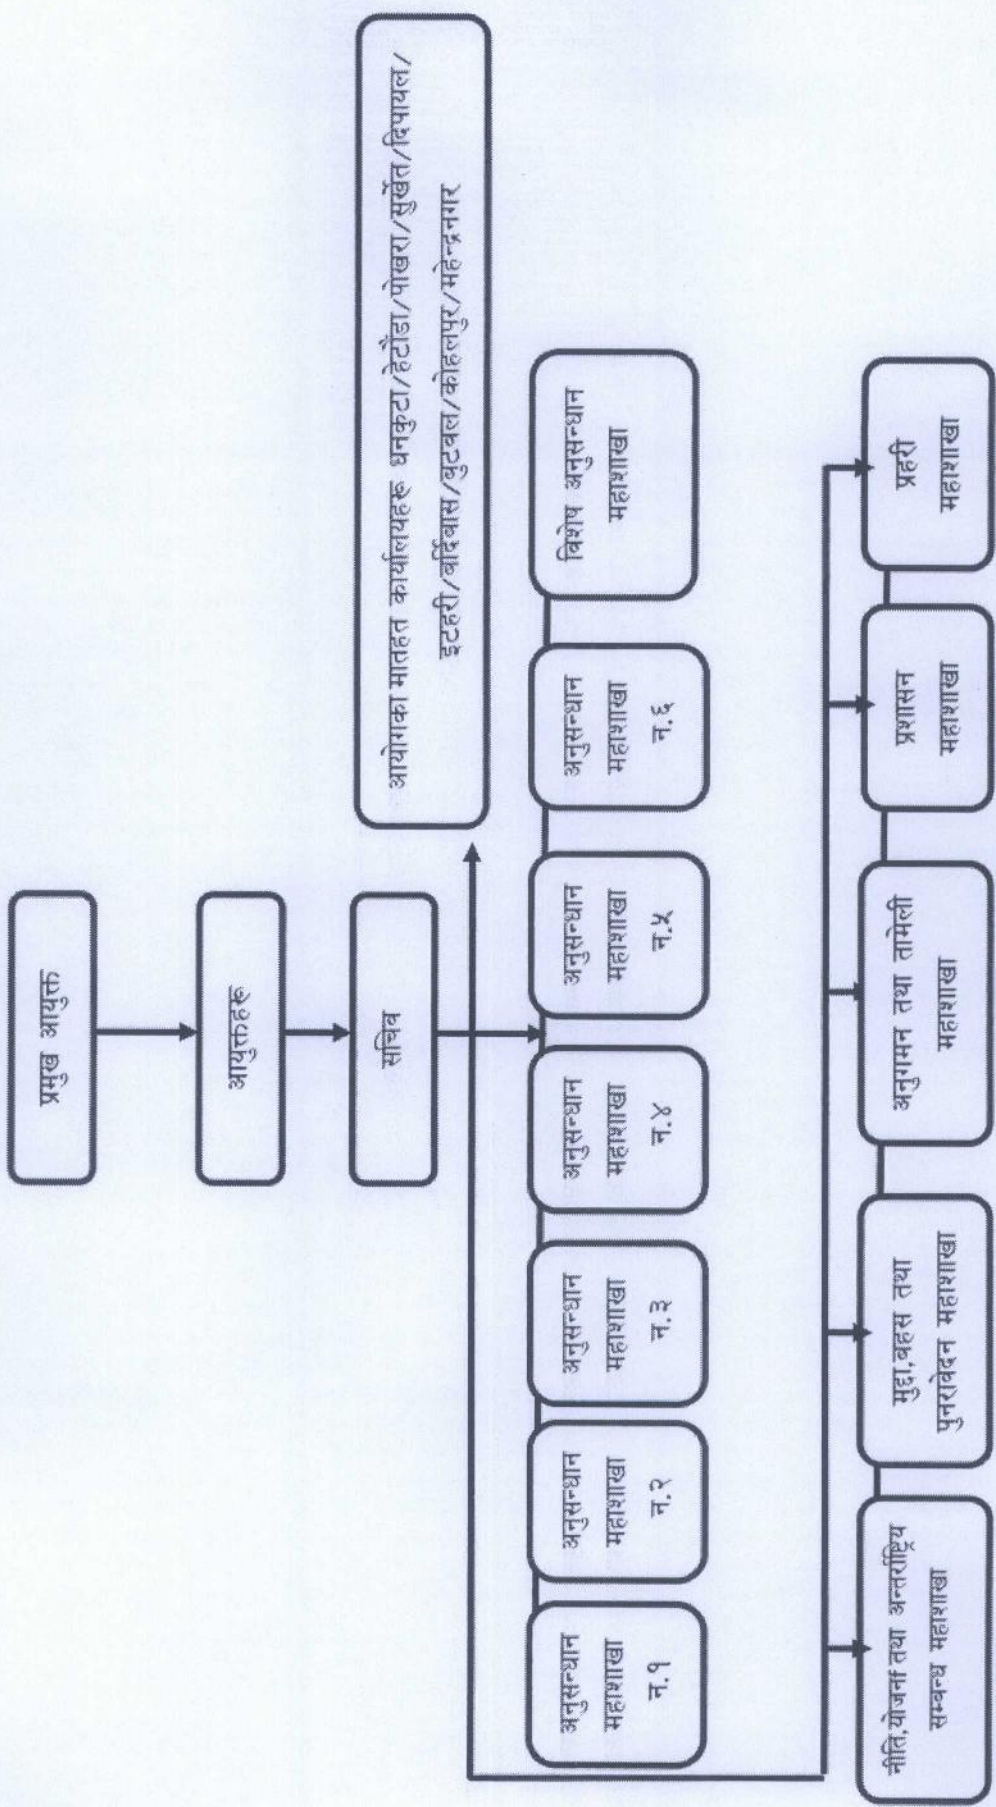 प्रमुख आयुक्त
आयुक्तहरू
सचिव
आयोगका मातहत कार्यालयहरू धनकुटा/हेटौंडा/पोखरा/सुर्खेत/दिपायल/
इटहरी/बर्दिबास/बुटवल/कोहलपुर/महेन्द्रनगर
अनुसन्धान
महाशाखा
न.१
अनुसन्धान
महाशाखा
न.२
अनुसन्धान
महाशाखा
न.३
अनुसन्धान
महाशाखा
न.४
अनुसन्धान
महाशाखा
न.५
अनुसन्धान
महाशाखा
न.६
विशेष अनुसन्धान
महाशाखा
नीति,योजना तथा अन्तर्राष्ट्रिय
सम्बन्ध महाशाखा
मुद्दा,बहस तथा
पुनरावेदन महाशाखा
अनुगमन तथा तामेली
महाशाखा
प्रशासन
महाशाखा
प्रहरी
महाशाखा